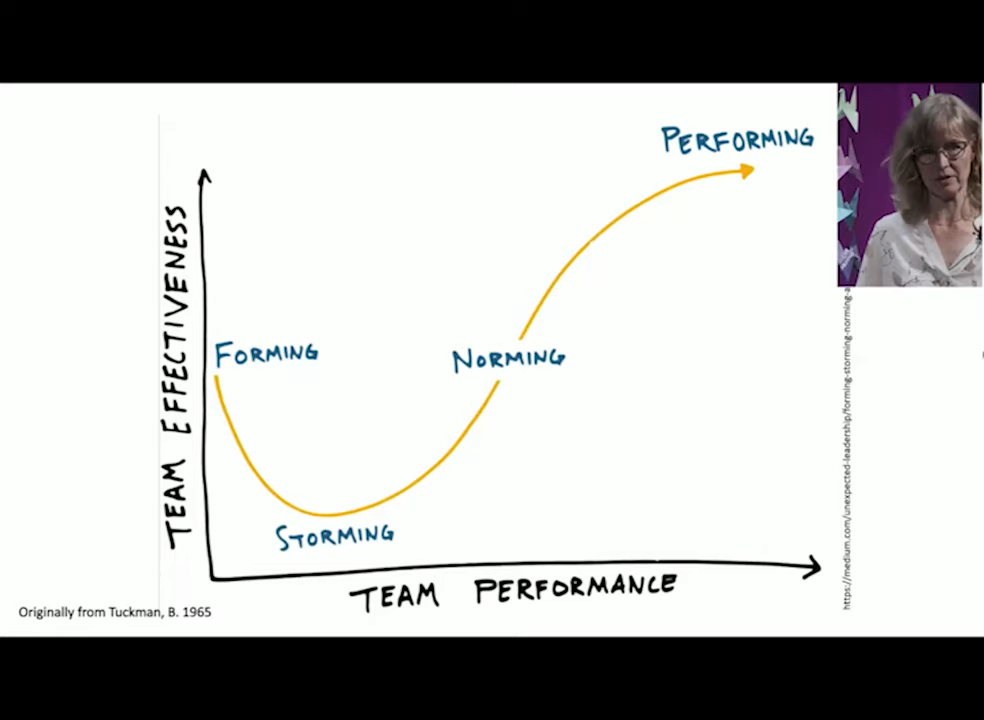 PERFORMING
TEAM EFFECTIVENESS
FORMING
NORMING
STORMING
TEAM PERFORMANCE
Originally from Tuckman, B. 1965
https://medium.com/unexpected-leadership/forming-storming-norming-a